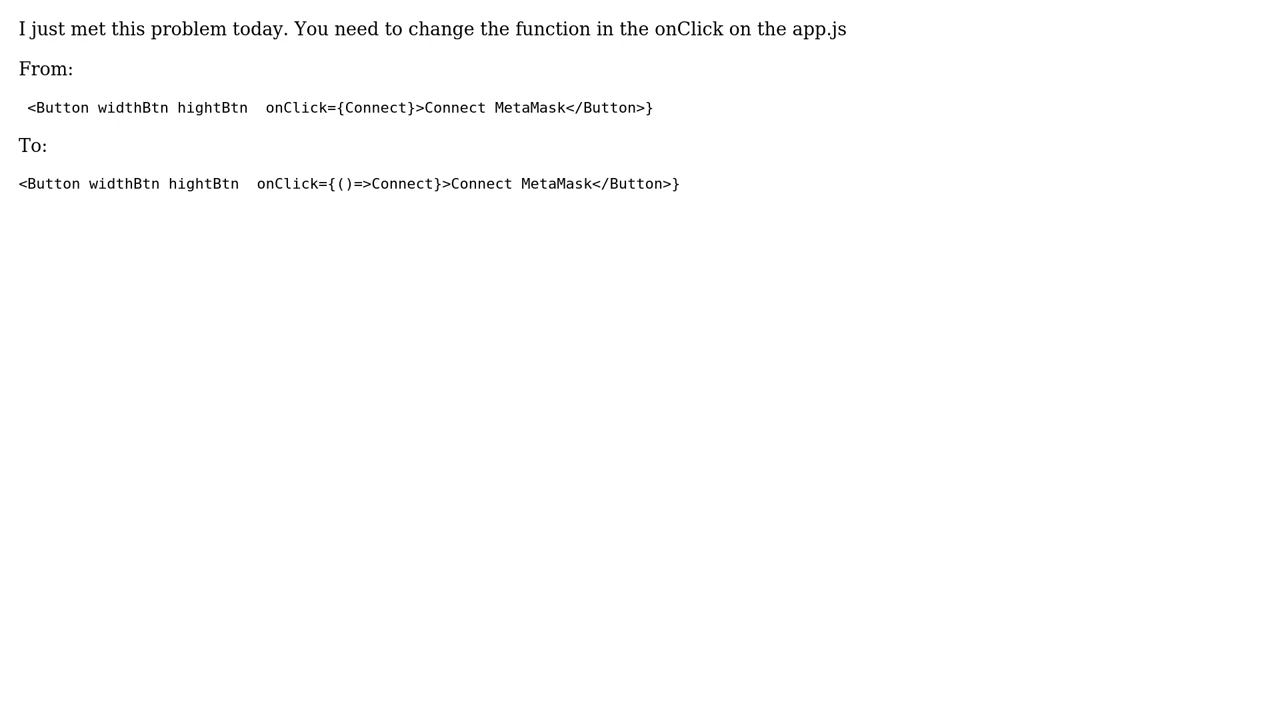 I just met this problem today. You need to change the function in the onClick on the app.js
From:
<Button widthBtn hightBtn  onClick={Connect}>Connect MetaMask</Button>}
To:
<Button widthBtn hightBtn  onClick={()=>Connect}>Connect MetaMask</Button>}